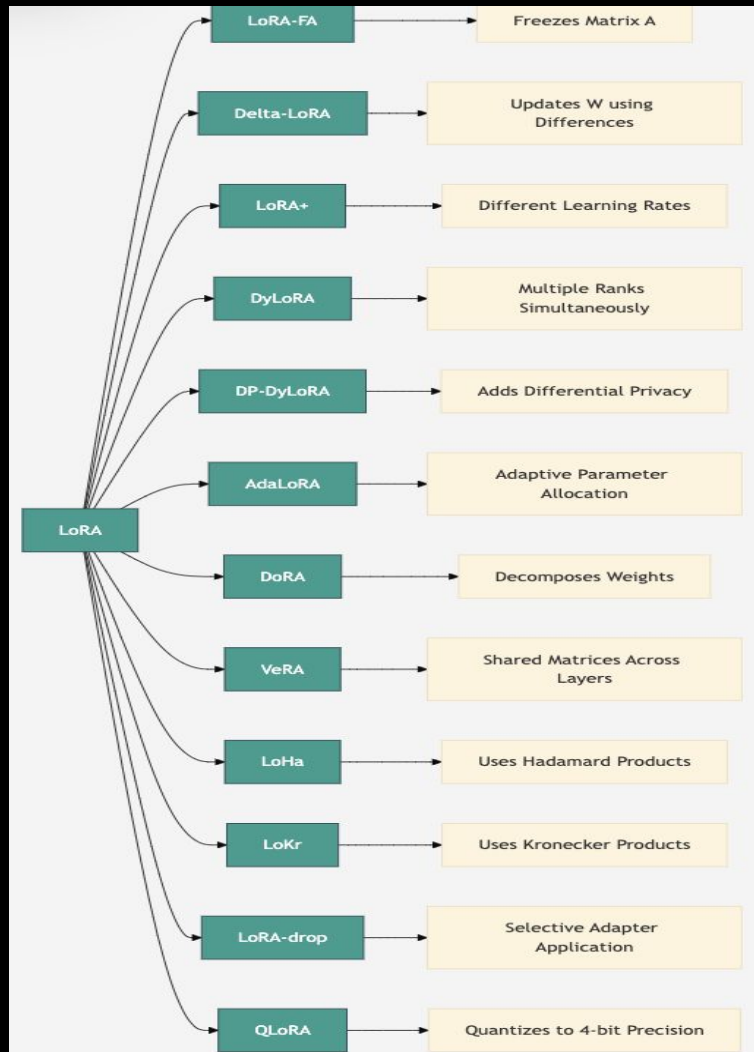 LoRA-FA
Freezes Matrix A
Delta-LoRA
Updates W using
Differences
LoRA+
Different Learning Rates
DyLoRA
Multiple Ranks
Simultaneously
DP-DyLoRA
Adds Differential Privacy
AdaLoRA
Adaptive Parameter
Allocation
LoRA
DoRA
Decomposes Weights
VeRA
Shared Matrices Across
Layers
LoHa
Uses Hadamard Products
LoKr
Uses Kronecker Products
LoRA-drop
Selective Adapter
Application
QLoRA
Quantizes to 4-bit Precision